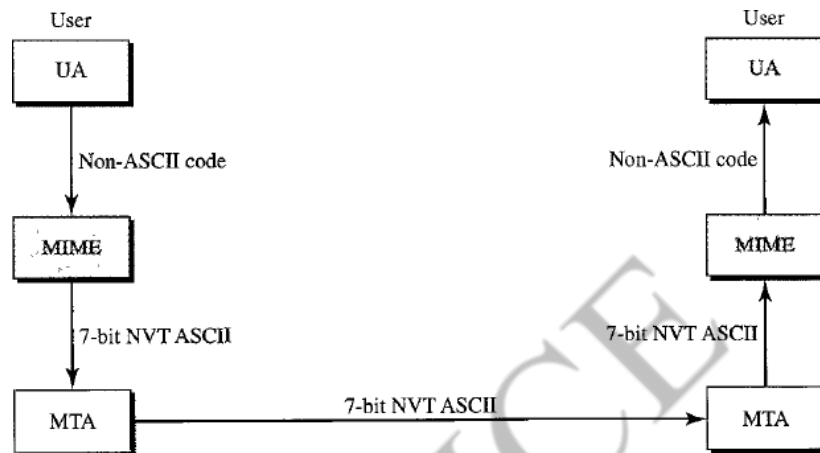 User
User
UA
UA
Non-ASCII code
Non-ASCII code
MIME
MIME
7-bit NVT ASCII
7-bit NVT ASCII
7-bit NVT ASCII
MTA
MTA